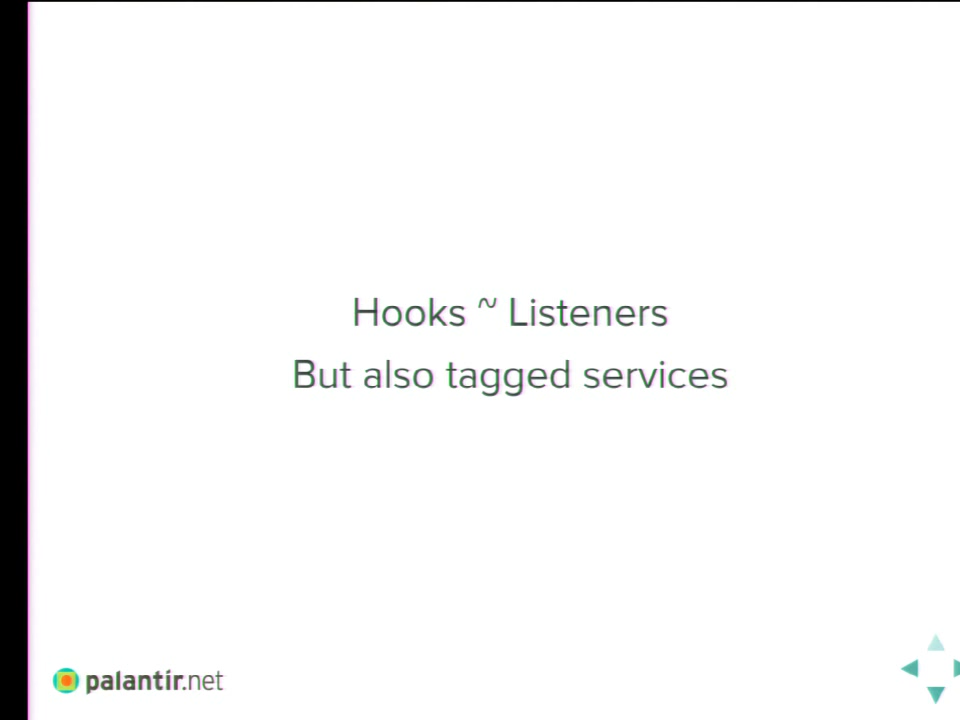 Hooks ~ Listeners
But also tagged services
palantir.net